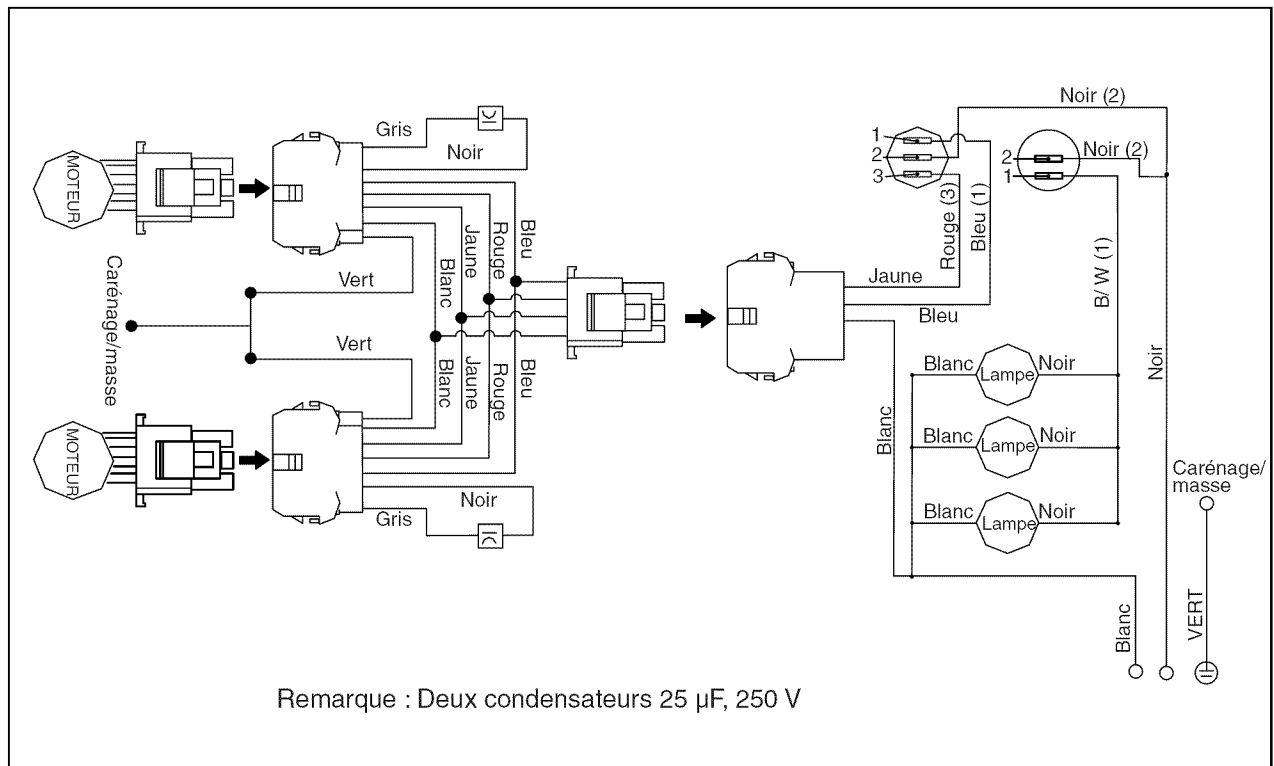 MOTEUR
Gris
Noir
Vert
Carénage/masse
Vert
MOTEUR
Blanc
Jaune
Rouge
Bleu
Blanc
Jaune
Rouge
Bleu
Noir
Gris
1
2
3
Rouge (3)
Bleu (1)
Noir (2)
2
1
Noir (2)
B/ W (1)
Noir
Jaune
Bleu
Blanc
Blanc Lampe Noir
Blanc Lampe Noir
Blanc Lampe Noir
Carénage/
masse
Blanc
VERT
Remarque : Deux condensateurs 25 µF, 250 V